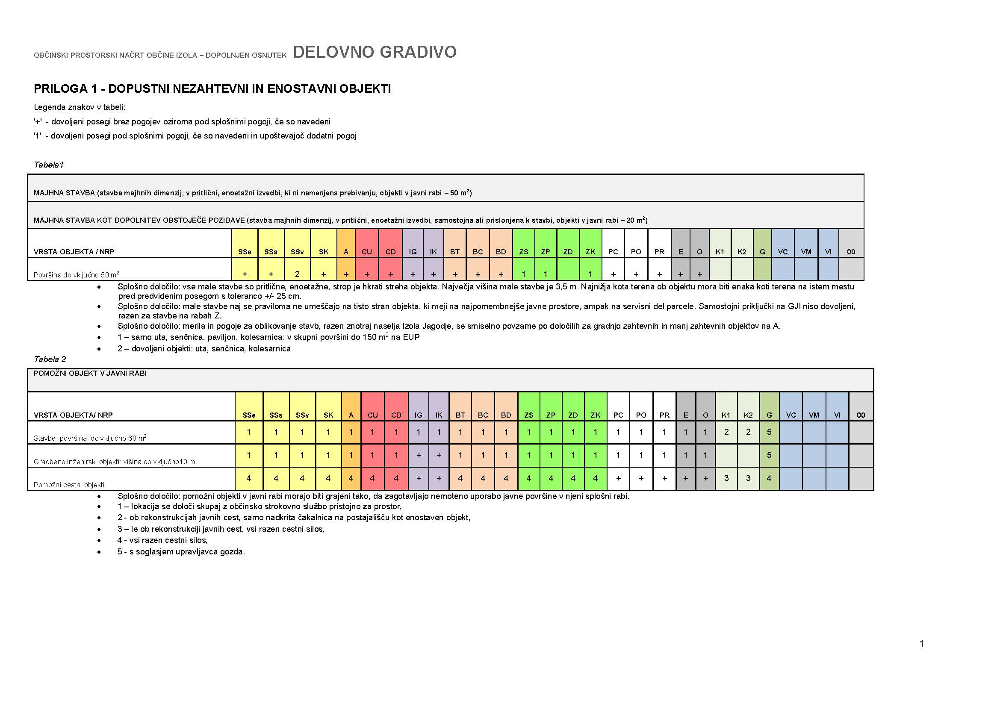 OBČINSKI PROSTORSKI NAČRT OBČINE IZOLA – DOPOLNJEN OSNUTEK DELOVNO GRADIVO
PRILOGA 1 - DOPUSTNI NEZAHTEVNI IN ENOSTAVNI OBJEKTI
Legenda znakov v tabeli:
'+' - dovoljeni posegi brez pogojev oziroma pod splošnimi pogoji, če so navedeni
'1' - dovoljeni posegi pod splošnimi pogoji, če so navedeni in upoštevajoč dodatni pogoj
Tabela1
MAJHNA STAVBA (stavba majhnih dimenzij, v pritlični, enoetažni izvedbi, ki ni namenjena prebivanju, objekti v javni rabi – 50 m²)
MAJHNA STAVBA KOT DOPOLNITEV OBSTOJEČE POZIDAVE (stavba majhnih dimenzij, v pritlični, enoetažni izvedbi, samostojna ali prislonjena k stavbi, objekti v javni rabi – 20 m²)
VRSTA OBJEKTA / NRP SSe SSs SSv SK A CU CD IG IK BT BC BD ZS ZP ZD ZK PC PO PR E O K1 K2 G VC VM VI 00
Površina do vključno 50 m² + + 2 + + + + + + + + + 1 1 1 + + + + +
• Splošno določilo: vse male stavbe so pritlične, enoetažne, strop je hkrati streha objekta. Največja višina male stavbe je 3,5 m. Najnižja kota terena ob objektu mora biti enaka koti terena na istem mestu
pred predvidenim posegom s toleranco +/- 25 cm.
• Splošno določilo: male stavbe naj se praviloma ne umeščajo na tisto stran objekta, ki meji na najpomembnejše javne prostore, ampak na servisni del parcele. Samostojni priključki na GJI niso dovoljeni,
razen za stavbe na rabah Z.
• Splošno določilo: merila in pogoje za oblikovanje stavb, razen znotraj naselja Izola Jagodje, se smiselno povzame po določilih za gradnjo zahtevnih in manj zahtevnih objektov na A.
• 1 – samo uta, senčnica, paviljon, kolesarnica; v skupni površini do 150 m² na EUP
• 2 – dovoljeni objekti: uta, senčnica, kolesarnica
Tabela 2
POMOŽNI OBJEKT V JAVNI RABI
VRSTA OBJEKTA/ NRP SSe SSs SSv SK A CU CD IG IK BT BC BD ZS ZP ZD ZK PC PO PR E O K1 K2 G VC VM VI 00
Stavbe: površina do vključno 60 m² 1 1 1 1 1 1 1 1 1 1 1 1 1 1 1 1 1 1 1 1 1 2 2 5
Gradbeno inženirski objekti: višina do vključno10 m 1 1 1 1 1 1 1 + + 1 1 1 1 1 1 1 1 1 1 1 1 5
Pomožni cestni objekti 4 4 4 4 4 4 4 + + 4 4 4 4 4 4 4 + + + + + 3 3 4
• Splošno določilo: pomožni objekti v javni rabi morajo biti grajeni tako, da zagotavljajo nemoteno uporabo javne površine v njeni splošni rabi.
• 1 – lokacija se določi skupaj z občinsko strokovno službo pristojno za prostor,
• 2 - ob rekonstrukcijah javnih cest, samo nadkrita čakalnica na postajališču kot enostaven objekt,
• 3 – le ob rekonstrukciji javnih cest, vsi razen cestni silos,
• 4 - vsi razen cestni silos,
• 5 - s soglasjem upravljavca gozda.
1